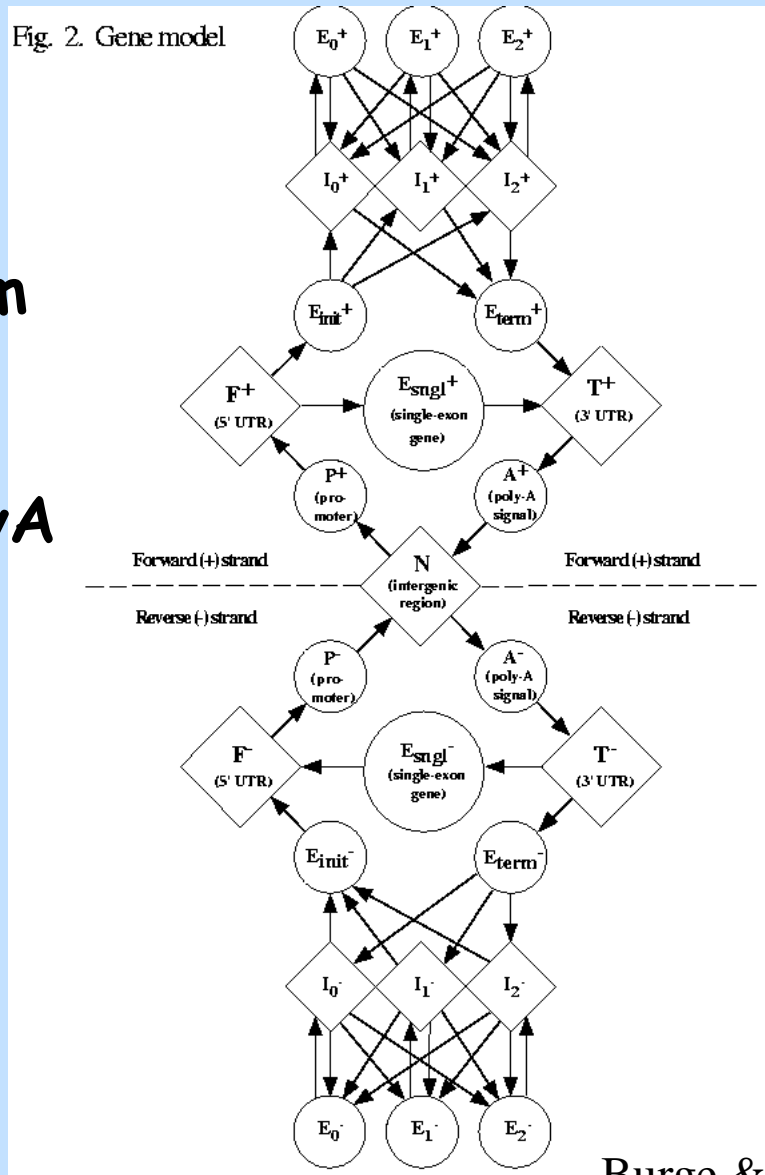 Fig. 2. Gene model
E₀⁺ E₁⁺ E₂⁺
I₀⁺ I₁⁺ I₂⁺
Einit⁺ Eterm⁺
F⁺
(5' UTR)
Esngl⁺
(single-exon
gene)
T⁺
(3' UTR)
P⁺
(pro-
moter)
A⁺
(poly-A
signal)
N
(intergenic
region)
Forward (+) strand Forward (+) strand
Reverse (-) strand Reverse (-) strand
P⁻
(pro-
moter)
A⁻
(poly-A
signal)
F⁻
(5' UTR)
Esngl⁻
(single-exon
gene)
T⁻
(3' UTR)
Einit⁻ Eterm⁻
I₀⁻ I₁⁻ I₂⁻
E₀⁻ E₁⁻ E₂⁻
Burge &